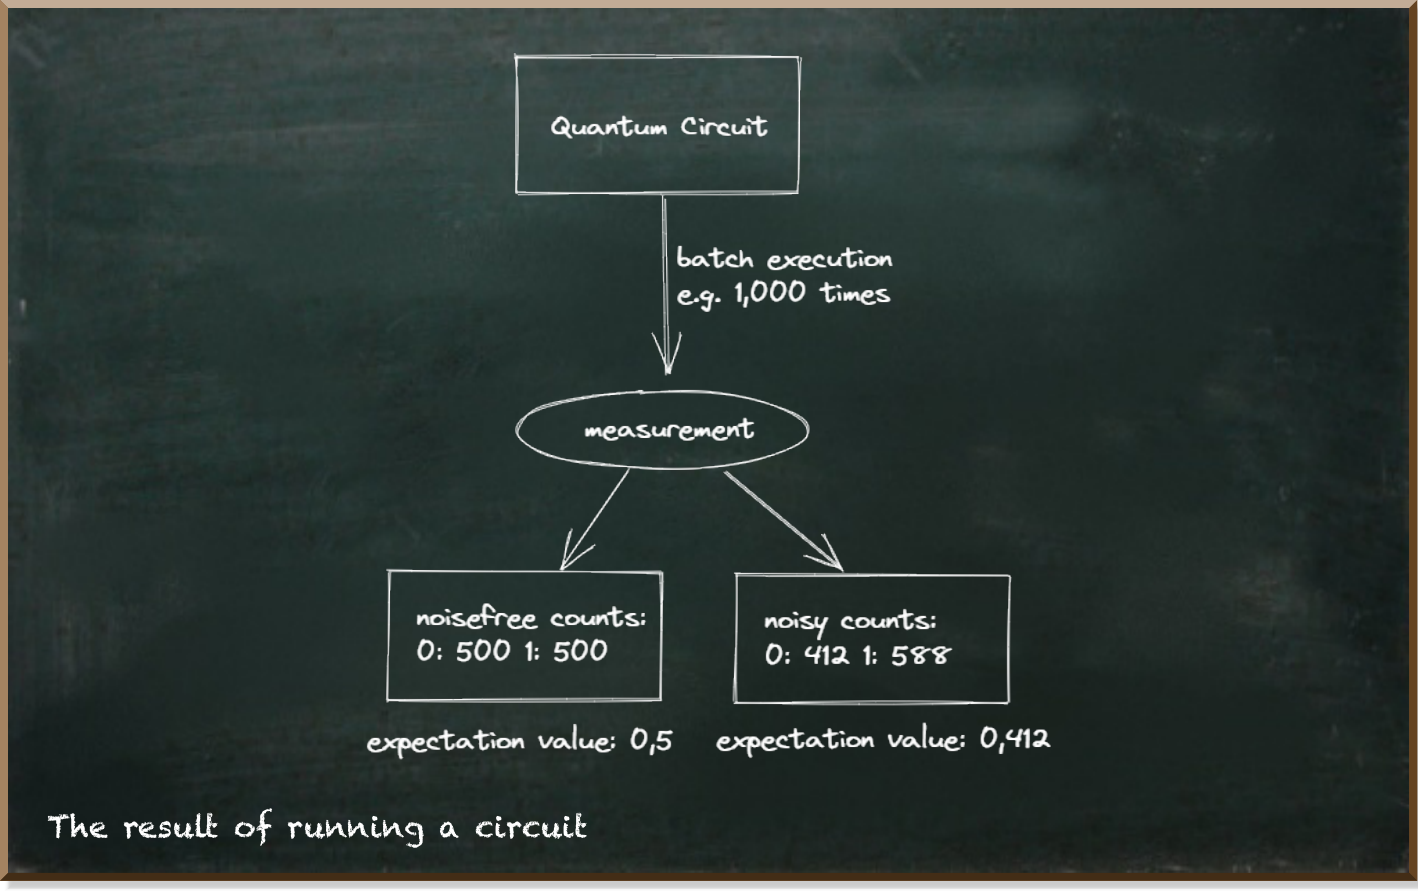 Quantum Circuit
batch execution
e.g. 1,000 times
measurement
noisefree counts:
0: 500 1: 500
expectation value: 0,5
noisy counts:
0: 412 1: 588
expectation value: 0,412
The result of running a circuit